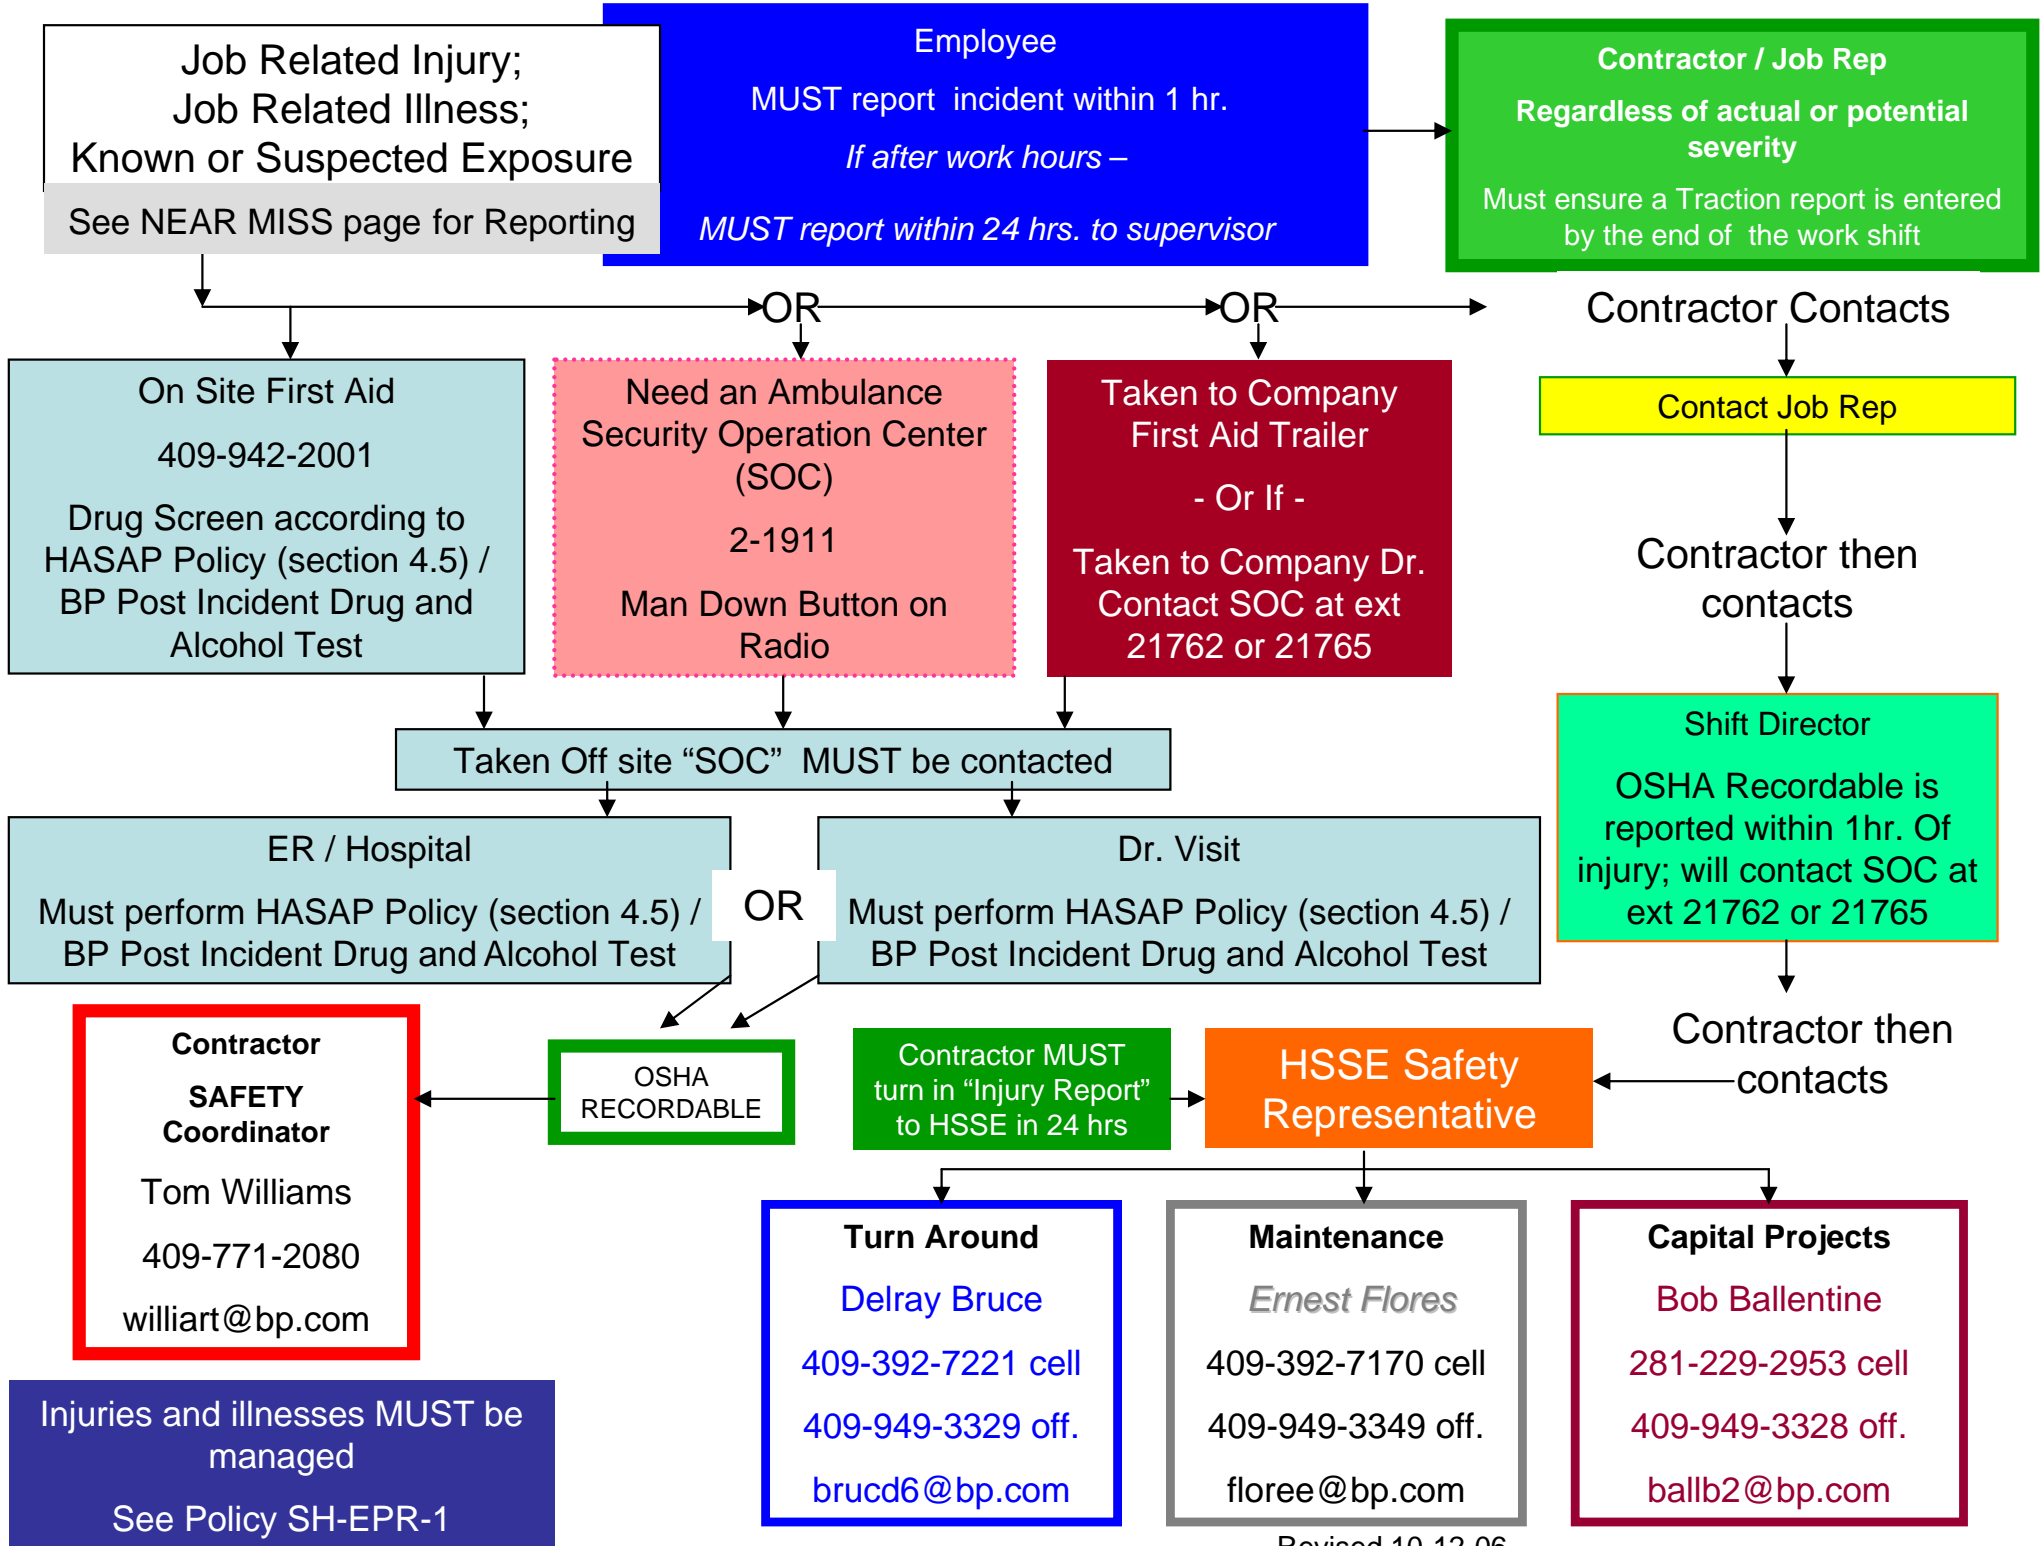 Job Related Injury;
Job Related Illness;
Known or Suspected Exposure
See NEAR MISS page for Reporting
Employee
MUST report incident within 1 hr.
If after work hours –
MUST report within 24 hrs. to supervisor
Contractor / Job Rep
Regardless of actual or potential
severity
Must ensure a Traction report is entered
by the end of the work shift
OR
OR
Contractor Contacts
On Site First Aid
409-942-2001
Drug Screen according to
HASAP Policy (section 4.5) /
BP Post Incident Drug and
Alcohol Test
Need an Ambulance
Security Operation Center
(SOC)
2-1911
Man Down Button on
Radio
Taken to Company
First Aid Trailer
- Or If -
Taken to Company Dr.
Contact SOC at ext
21762 or 21765
Contact Job Rep
Contractor then
contacts
Shift Director
OSHA Recordable is
reported within 1hr. Of
injury; will contact SOC at
ext 21762 or 21765
Taken Off site “SOC” MUST be contacted
ER / Hospital
Must perform HASAP Policy (section 4.5) /
BP Post Incident Drug and Alcohol Test
OR
Dr. Visit
Must perform HASAP Policy (section 4.5) /
BP Post Incident Drug and Alcohol Test
Contractor then
contacts
Contractor
SAFETY
Coordinator
Tom Williams
409-771-2080
williart@bp.com
OSHA
RECORDABLE
Contractor MUST
turn in “Injury Report”
to HSSE in 24 hrs
HSSE Safety
Representative
Turn Around
Delray Bruce
409-392-7221 cell
409-949-3329 off.
brucd6@bp.com
Maintenance
Ernest Flores
409-392-7170 cell
409-949-3349 off.
floree@bp.com
Capital Projects
Bob Ballentine
281-229-2953 cell
409-949-3328 off.
ballb2@bp.com
Injuries and illnesses MUST be
managed
See Policy SH-EPR-1
Revised 10-12-06